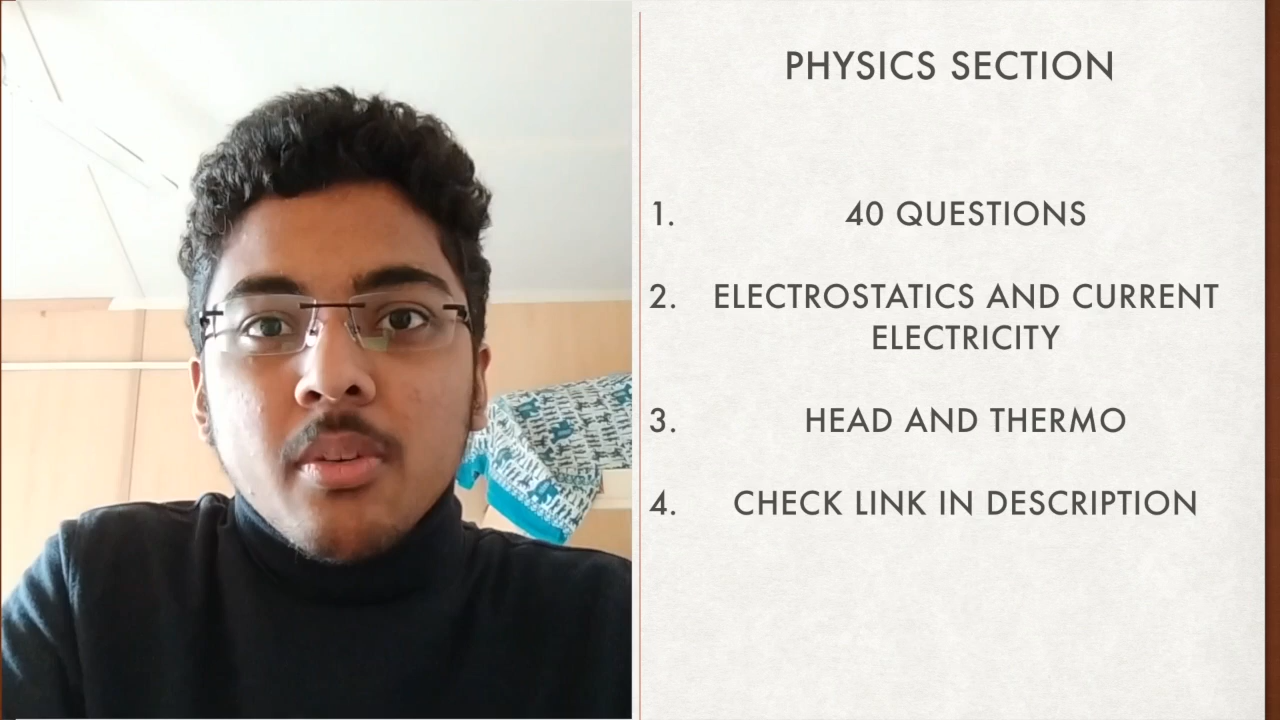 PHYSICS SECTION
1. 40 QUESTIONS
2. ELECTROSTATICS AND CURRENT
ELECTRICITY
3. HEAD AND THERMO
4. CHECK LINK IN DESCRIPTION